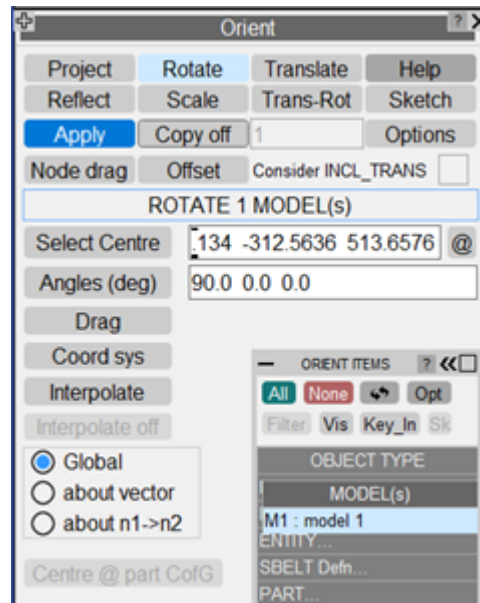 Orient ?
Project Rotate Translate Help
Reflect Scale Trans-Rot Sketch
Apply Copy off 1 Options
Node drag Offset Consider INCL_TRANS
ROTATE 1 MODEL(s)
Select Centre .134 -312.5636 513.6576 @
Angles (deg) 90.0 0.0 0.0
Drag
Coord sys
Interpolate
Interpolate off
Global
about vector
about n1->n2
Centre @ part CofG
ORIENT ITEMS ?
All None Opt
Filter Vis Key_In Sk
OBJECT TYPE
MODEL(s)
M1 : model 1
ENTITY...
SBELT Defn...
PART...